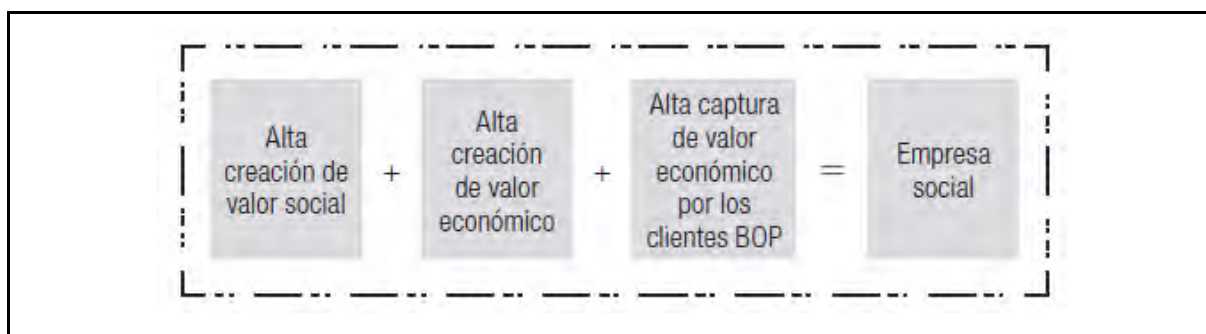 Alta
creación de
valor social
+
Alta
creación
de valor
económico
+
Alta captura
de valor
económico
por los
clientes BOP
=
Empresa
social